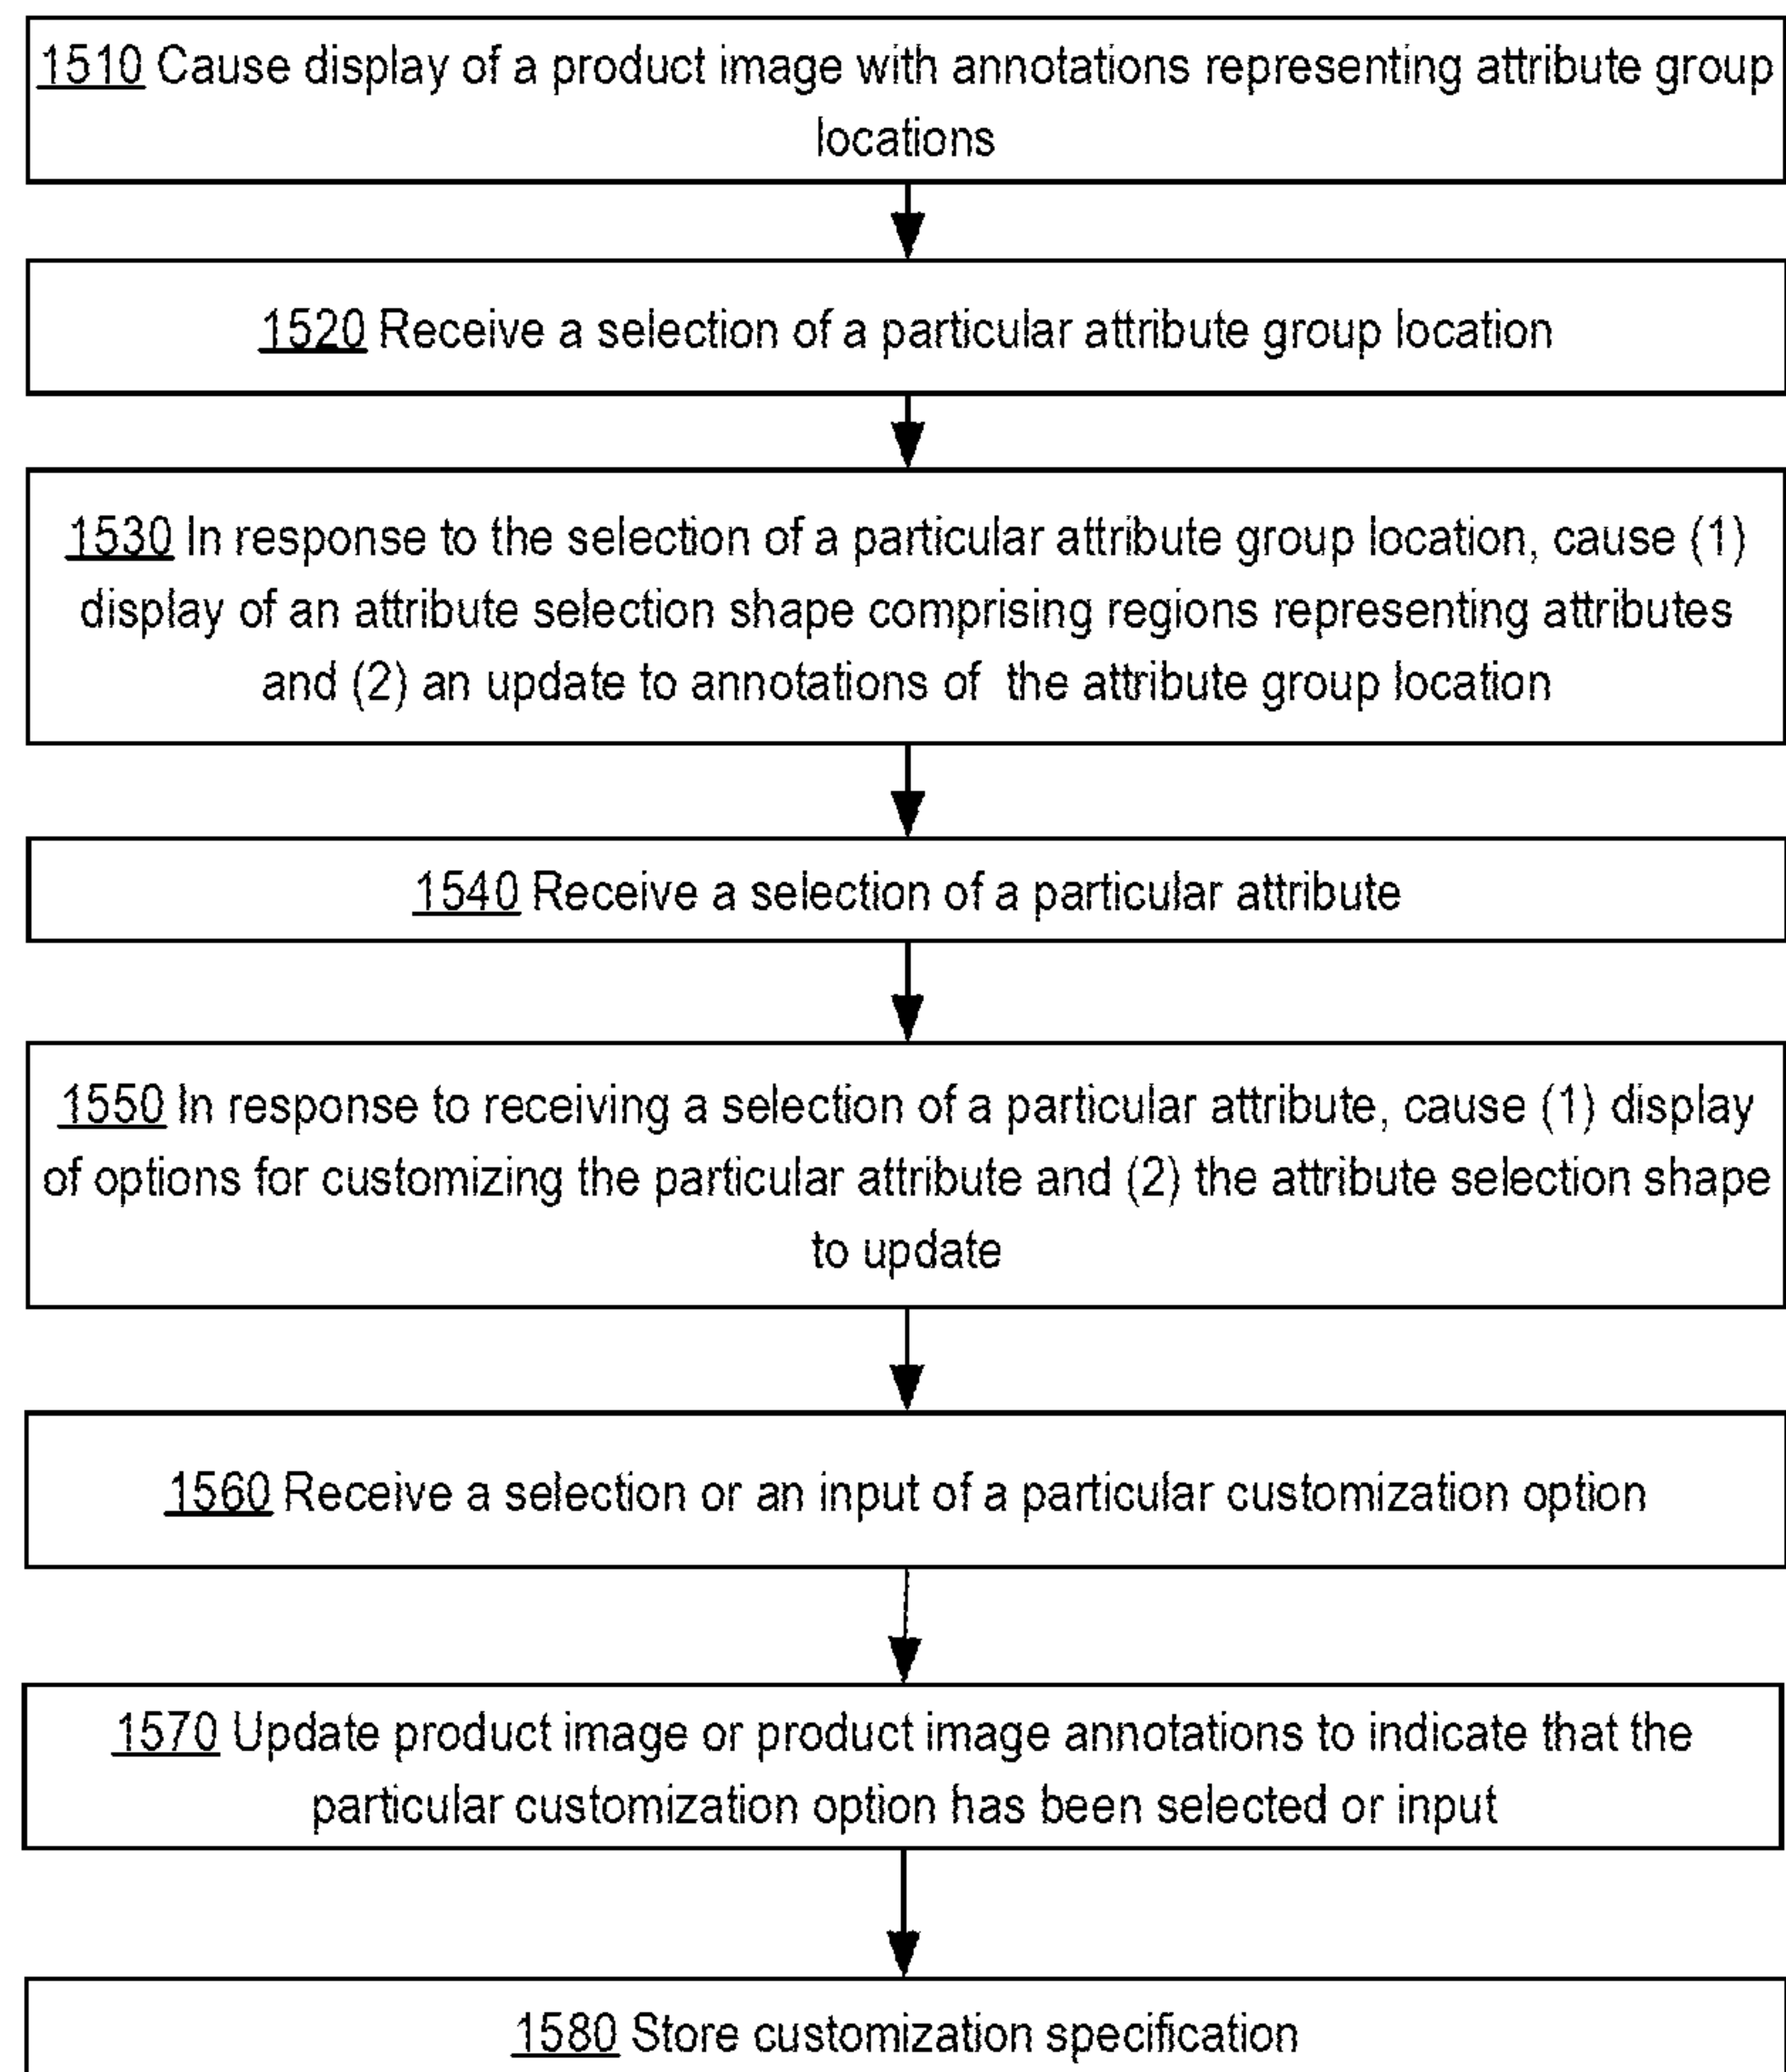 1510 Cause display of a product image with annotations representing attribute group
locations
1520 Receive a selection of a particular attribute group location
1530 In response to the selection of a particular attribute group location, cause (1)
display of an attribute selection shape comprising regions representing attributes
and (2) an update to annotations of the attribute group location
1540 Receive a selection of a particular attribute
1550 In response to receiving a selection of a particular attribute, cause (1) display
of options for customizing the particular attribute and (2) the attribute selection shape
to update
1560 Receive a selection or an input of a particular customization option
1570 Update product image or product image annotations to indicate that the
particular customization option has been selected or input
1580 Store customization specification